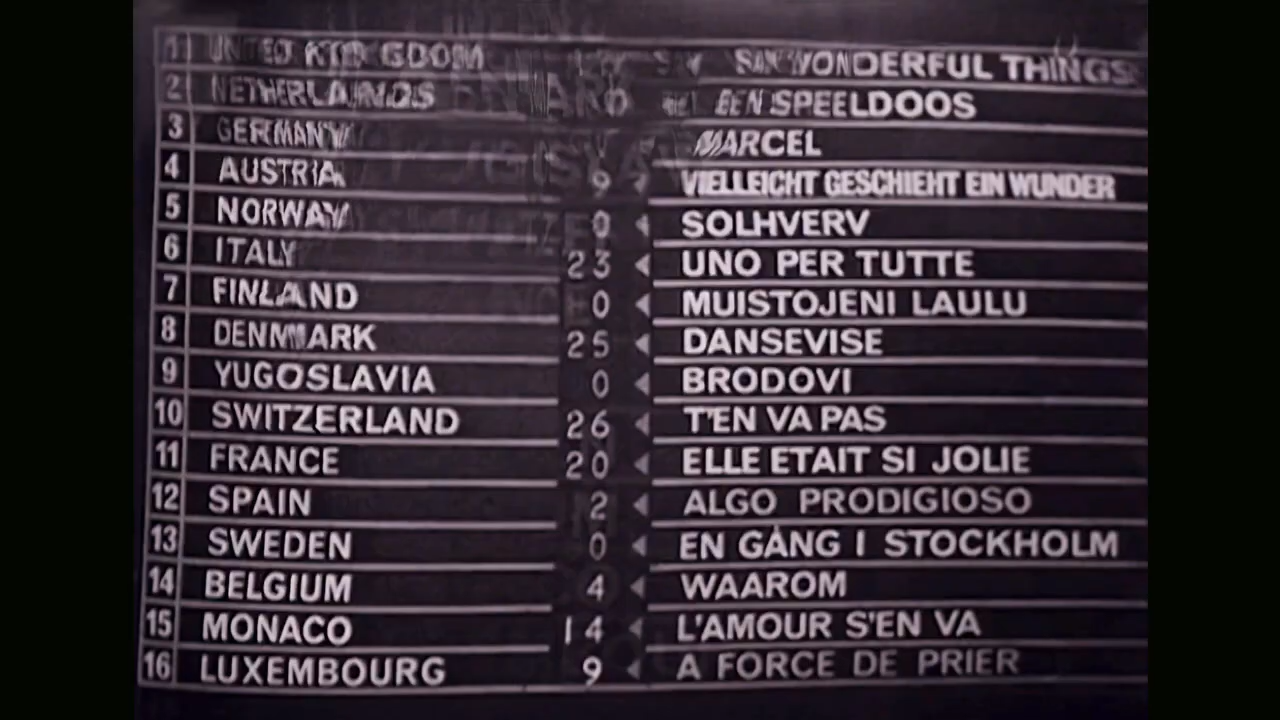 1 UNITED KINGDOM SAY WONDERFUL THINGS
2 NETHERLANDS EEN SPEELDOOS
3 GERMANY MARCEL
4 AUSTRIA 9 VIELLEICHT GESCHIEHT EIN WUNDER
5 NORWAY 0 SOLHVERV
6 ITALY 23 UNO PER TUTTE
7 FINLAND 0 MUISTOJENI LAULU
8 DENMARK 25 DANSEVISE
9 YUGOSLAVIA 0 BRODOVI
10 SWITZERLAND 26 T'EN VA PAS
11 FRANCE 20 ELLE ETAIT SI JOLIE
12 SPAIN 2 ALGO PRODIGIOSO
13 SWEDEN 0 EN GÅNG I STOCKHOLM
14 BELGIUM 4 WAAROM
15 MONACO 14 L'AMOUR S'EN VA
16 LUXEMBOURG 9 A FORCE DE PRIER